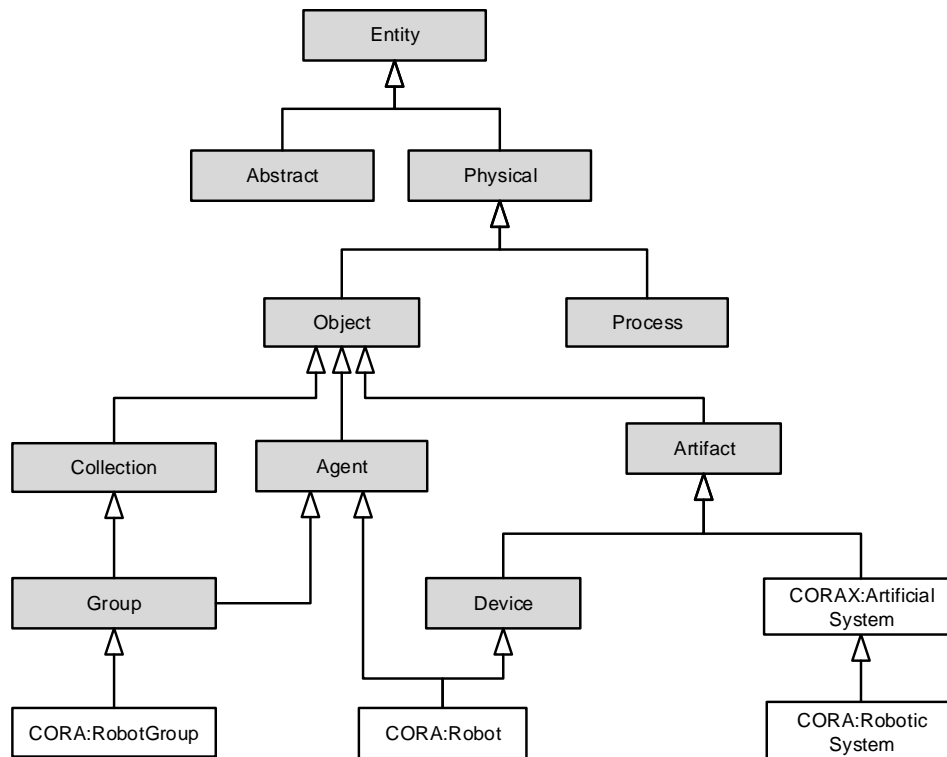 Entity
Abstract
Physical
Object
Process
Collection
Agent
Artifact
Group
Device
CORAX:Artificial
System
CORA:RobotGroup
CORA:Robot
CORA:Robotic
System